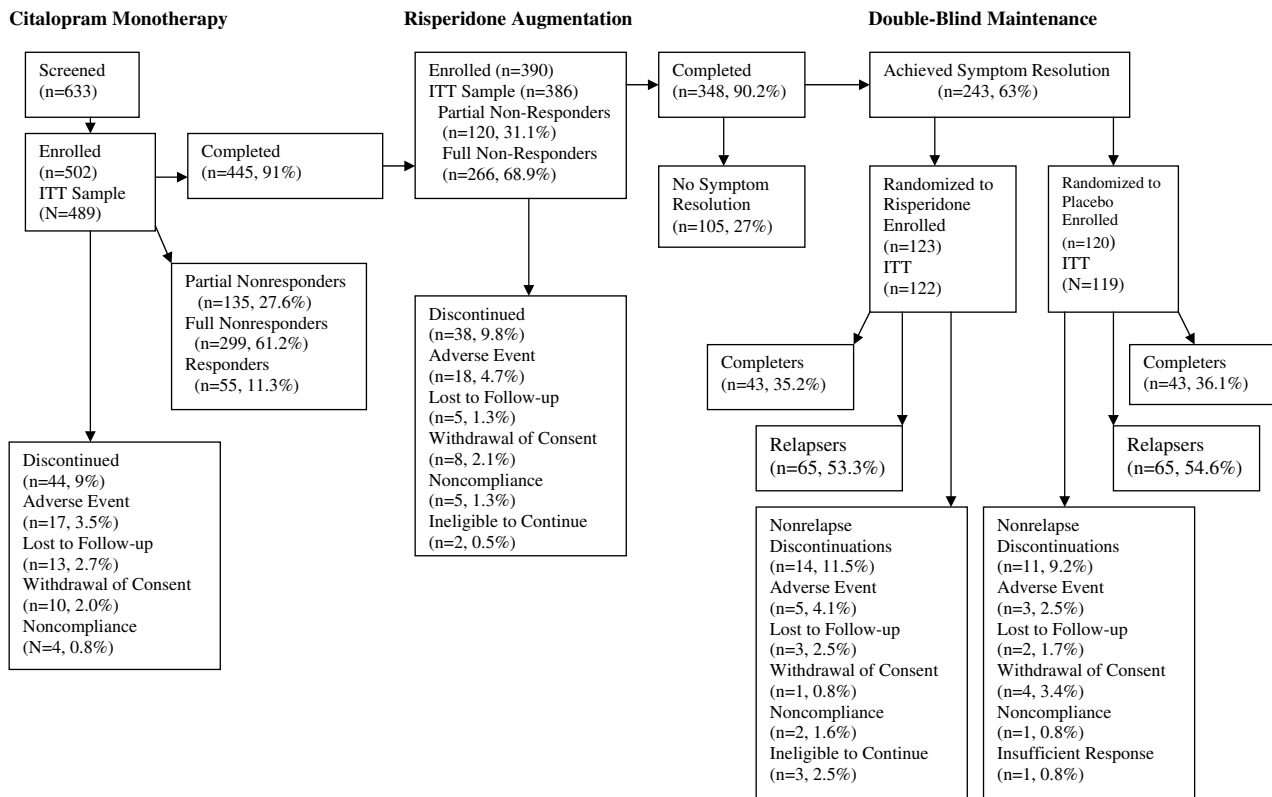 Citalopram Monotherapy
Risperidone Augmentation
Double-Blind Maintenance
Screened
(n=633)
Enrolled
(n=502)
ITT Sample
(N=489)
Completed
(n=445, 91%)
Partial Nonresponders
(n=135, 27.6%)
Full Nonresponders
(n=299, 61.2%)
Responders
(n=55, 11.3%)
Discontinued
(n=44, 9%)
Adverse Event
(n=17, 3.5%)
Lost to Follow-up
(n=13, 2.7%)
Withdrawal of Consent
(n=10, 2.0%)
Noncompliance
(N=4, 0.8%)
Enrolled (n=390)
ITT Sample (n=386)
Partial Non-Responders
(n=120, 31.1%)
Full Non-Responders
(n=266, 68.9%)
Discontinued
(n=38, 9.8%)
Adverse Event
(n=18, 4.7%)
Lost to Follow-up
(n=5, 1.3%)
Withdrawal of Consent
(n=8, 2.1%)
Noncompliance
(n=5, 1.3%)
Ineligible to Continue
(n=2, 0.5%)
Completed
(n=348, 90.2%)
No Symptom
Resolution
(n=105, 27%)
Achieved Symptom Resolution
(n=243, 63%)
Randomized to
Risperidone
Enrolled
(n=123)
ITT
(n=122)
Completers
(n=43, 35.2%)
Relapsers
(n=65, 53.3%)
Nonrelapse
Discontinuations
(n=14, 11.5%)
Adverse Event
(n=5, 4.1%)
Lost to Follow-up
(n=3, 2.5%)
Withdrawal of Consent
(n=1, 0.8%)
Noncompliance
(n=2, 1.6%)
Ineligible to Continue
(n=3, 2.5%)
Randomized to
Placebo
Enrolled
(n=120)
ITT
(N=119)
Completers
(n=43, 36.1%)
Relapsers
(n=65, 54.6%)
Nonrelapse
Discontinuations
(n=11, 9.2%)
Adverse Event
(n=3, 2.5%)
Lost to Follow-up
(n=2, 1.7%)
Withdrawal of Consent
(n=4, 3.4%)
Noncompliance
(n=1, 0.8%)
Insufficient Response
(n=1, 0.8%)